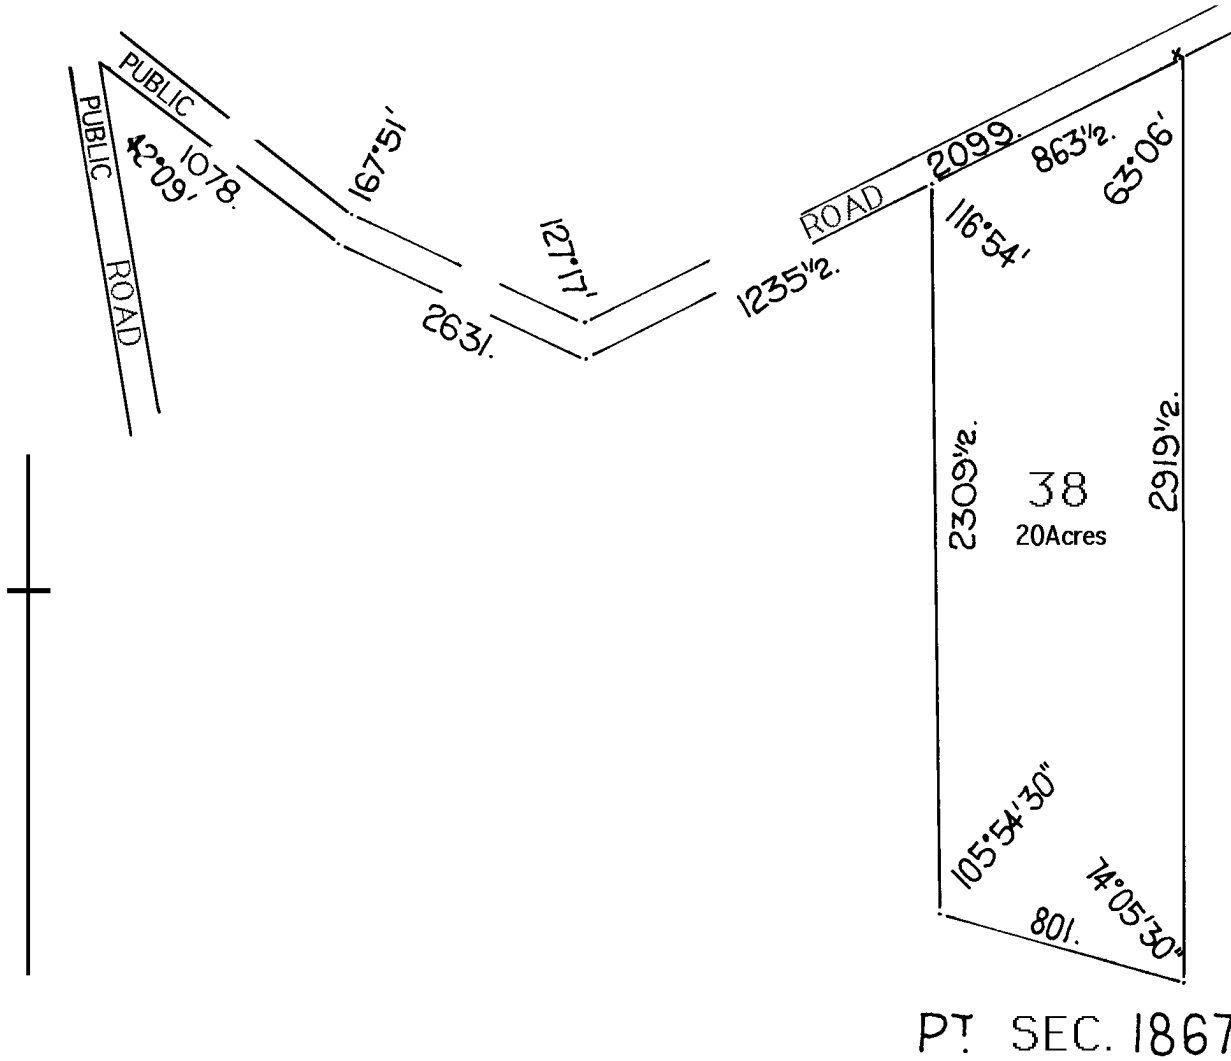 PUBLIC
PUBLIC
ROAD
42°09'
1078.
167°51'
2631.
127°17'
1235½.
ROAD
2099.
863½.
63°06'
116°54'
2309½.
38
20Acres
2919½.
105°54'30"
74°05'30"
801.
PT. SEC. 1867